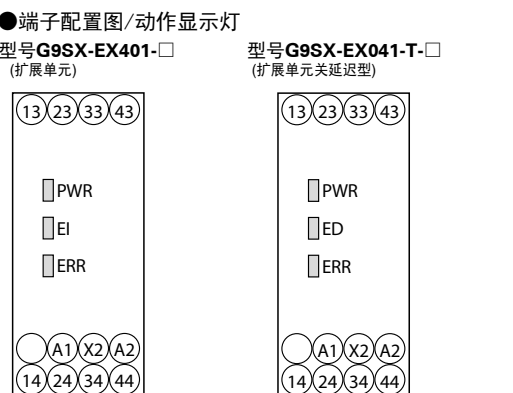 ●端子配置图/动作显示灯
型号G9SX-EX401-□ 型号G9SX-EX041-T-□
(扩展单元) (扩展单元关延迟型)
13 23 33 43 13 23 33 43
PWR PWR
EI ED
ERR ERR
A1 X2 A2 A1 X2 A2
14 24 34 44 14 24 34 44